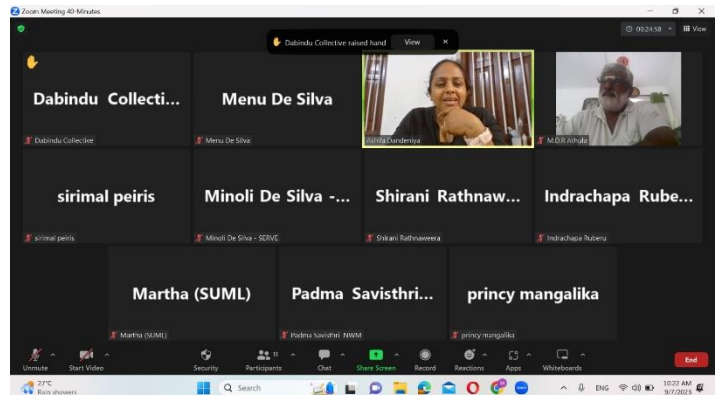 Zoom Meeting 40-Minutes
00:24:58
View
Dabindu Collective raised hand View
Dabindu Collecti...
Dabindu Collective
Menu De Silva
Menu De Silva
Ashila Dandeniya
M.D.R Athula
sirimal peiris
sirimal peiris
Minoli De Silva -...
Minoli De Silva - SERVE
Shirani Rathnaw...
Shirani Rathnaweera
Indrachapa Rube...
Indrachapa Ruberu
Martha (SUML)
Martha (SUML)
Padma Savisthri...
Padma Savisthri NWM
princy mangalika
princy mangalika
Unmute
Start Video
Security
Participants
11
Chat
Share Screen
Record
Reactions
Apps
Whiteboards
End
27°C
Rain showers
Search
ENG
10:22 AM
9/7/2023